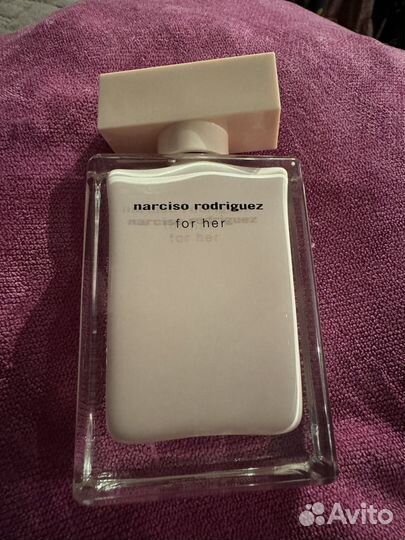 narciso rodriguez
for her
Avito